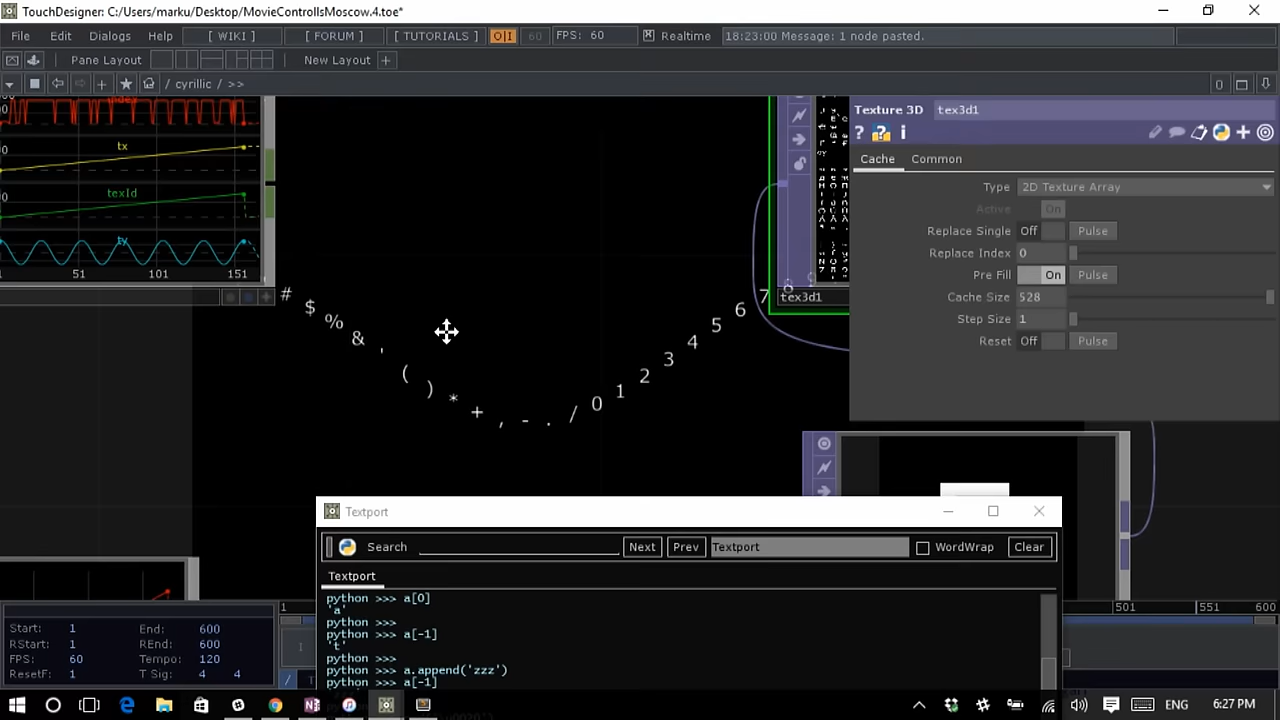 TouchDesigner: C:/Users/marku/Desktop/MovieControllsMoscow.4.toe*
File Edit Dialogs Help [ WIKI ] [ FORUM ] [ TUTORIALS ] O|I 60 FPS: 60 Realtime 18:23:00 Message: 1 node pasted.
Pane Layout New Layout +
/ cyrillic / >> 0
index
tx
texId
ty
51 101 151
Texture 3D tex3d1
? ? i
Cache Common
Type 2D Texture Array
Active On
Replace Single Off Pulse
Replace Index 0
Pre Fill On Pulse
Cache Size 528
Step Size 1
Reset Off Pulse
tex3d1
# $ % & ' ( ) * + , - . / 0 1 2 3 4 5 6 7 8
Textport
Search Next Prev Textport WordWrap Clear
Textport
python >>> a[0]
'a'
python >>>
python >>> a[-1]
't'
python >>>
python >>> a.append('zzz')
python >>> a[-1]
1 501 551 600
Start: 1 End: 600
RStart: 1 REnd: 600
FPS: 60 Tempo: 120
ResetF: 1 T Sig: 4 4
ENG 6:27 PM